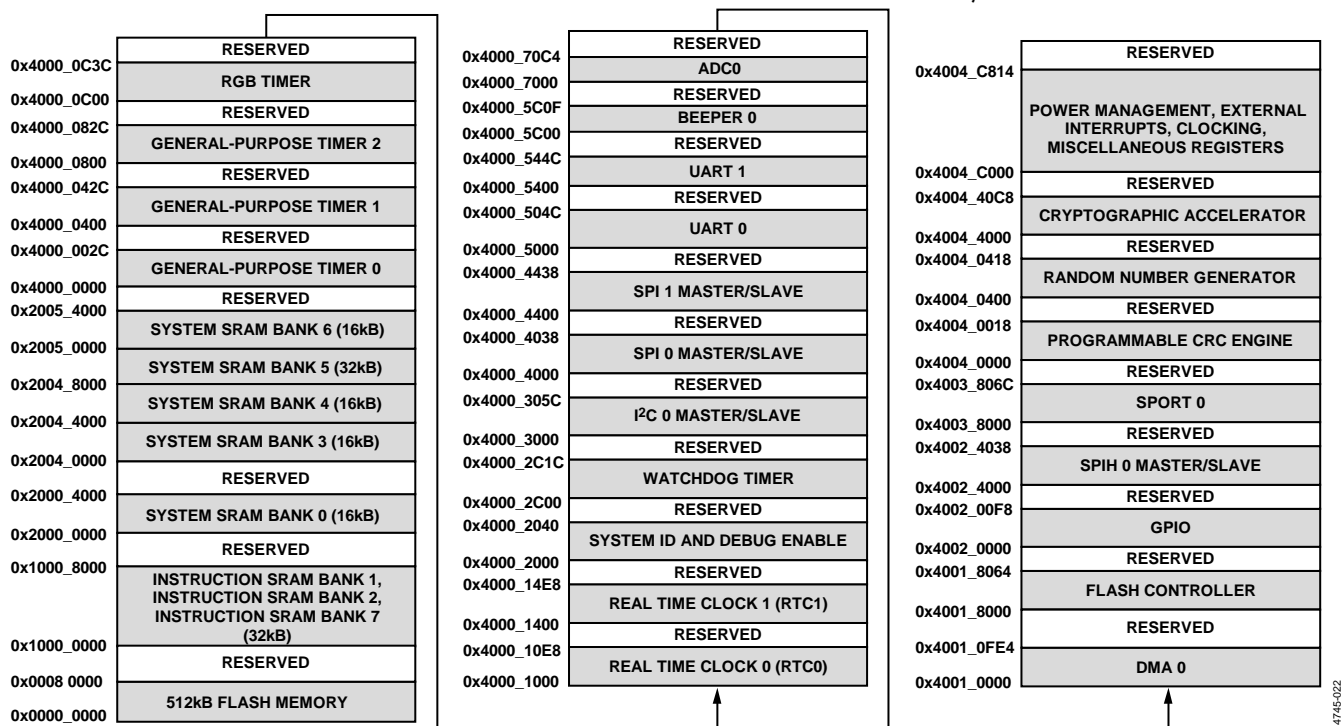 RESERVED
0x4000_0C3C
RGB TIMER
0x4000_0C00
RESERVED
0x4000_082C
GENERAL-PURPOSE TIMER 2
0x4000_0800
RESERVED
0x4000_042C
GENERAL-PURPOSE TIMER 1
0x4000_0400
RESERVED
0x4000_002C
GENERAL-PURPOSE TIMER 0
0x4000_0000
RESERVED
0x2005_4000
SYSTEM SRAM BANK 6 (16kB)
0x2005_0000
SYSTEM SRAM BANK 5 (32kB)
0x2004_8000
SYSTEM SRAM BANK 4 (16kB)
0x2004_4000
SYSTEM SRAM BANK 3 (16kB)
0x2004_0000
RESERVED
0x2000_4000
SYSTEM SRAM BANK 0 (16kB)
0x2000_0000
RESERVED
0x1000_8000
INSTRUCTION SRAM BANK 1,
INSTRUCTION SRAM BANK 2,
INSTRUCTION SRAM BANK 7
(32kB)
0x1000_0000
RESERVED
0x0008 0000
512kB FLASH MEMORY
0x0000_0000
RESERVED
0x4000_70C4
ADC0
0x4000_7000
RESERVED
0x4000_5C0F
BEEPER 0
0x4000_5C00
RESERVED
0x4000_544C
UART 1
0x4000_5400
RESERVED
0x4000_504C
UART 0
0x4000_5000
RESERVED
0x4000_4438
SPI 1 MASTER/SLAVE
0x4000_4400
RESERVED
0x4000_4038
SPI 0 MASTER/SLAVE
0x4000_4000
RESERVED
0x4000_305C
I2C 0 MASTER/SLAVE
0x4000_3000
RESERVED
0x4000_2C1C
WATCHDOG TIMER
0x4000_2C00
RESERVED
0x4000_2040
SYSTEM ID AND DEBUG ENABLE
0x4000_2000
RESERVED
0x4000_14E8
REAL TIME CLOCK 1 (RTC1)
0x4000_1400
RESERVED
0x4000_10E8
REAL TIME CLOCK 0 (RTC0)
0x4000_1000
RESERVED
0x4004_C814
POWER MANAGEMENT, EXTERNAL
INTERRUPTS, CLOCKING,
MISCELLANEOUS REGISTERS
0x4004_C000
RESERVED
0x4004_40C8
CRYPTOGRAPHIC ACCELERATOR
0x4004_4000
RESERVED
0x4004_0418
RANDOM NUMBER GENERATOR
0x4004_0400
RESERVED
0x4004_0018
PROGRAMMABLE CRC ENGINE
0x4004_0000
RESERVED
0x4003_806C
SPORT 0
0x4003_8000
RESERVED
0x4002_4038
SPIH 0 MASTER/SLAVE
0x4002_4000
RESERVED
0x4002_00F8
GPIO
0x4002_0000
RESERVED
0x4001_8064
FLASH CONTROLLER
0x4001_8000
RESERVED
0x4001_0FE4
DMA 0
0x4001_0000
4745-022